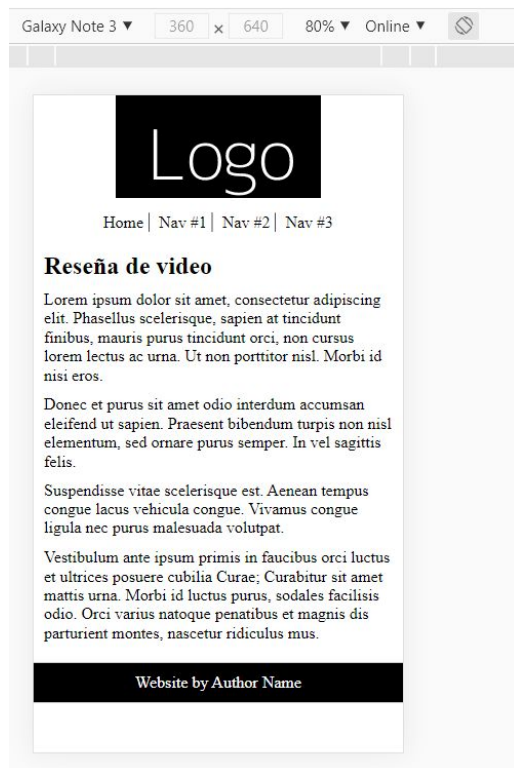 Galaxy Note 3 ▼ 360 x 640 80% ▼ Online ▼
Logo
Home | Nav #1 | Nav #2 | Nav #3
Reseña de video
Lorem ipsum dolor sit amet, consectetur adipiscing
elit. Phasellus scelerisque, sapien at tincidunt
finibus, mauris purus tincidunt orci, non cursus
lorem lectus ac urna. Ut non porttitor nisl. Morbi id
nisi eros.
Donec et purus sit amet odio interdum accumsan
eleifend ut sapien. Praesent bibendum turpis non nisl
elementum, sed ornare purus semper. In vel sagittis
felis.
Suspendisse vitae scelerisque est. Aenean tempus
congue lacus vehicula congue. Vivamus congue
ligula nec purus malesuada volutpat.
Vestibulum ante ipsum primis in faucibus orci luctus
et ultrices posuere cubilia Curae; Curabitur sit amet
mattis urna. Morbi id luctus purus, sodales facilisis
odio. Orci varius natoque penatibus et magnis dis
parturient montes, nascetur ridiculus mus.
Website by Author Name